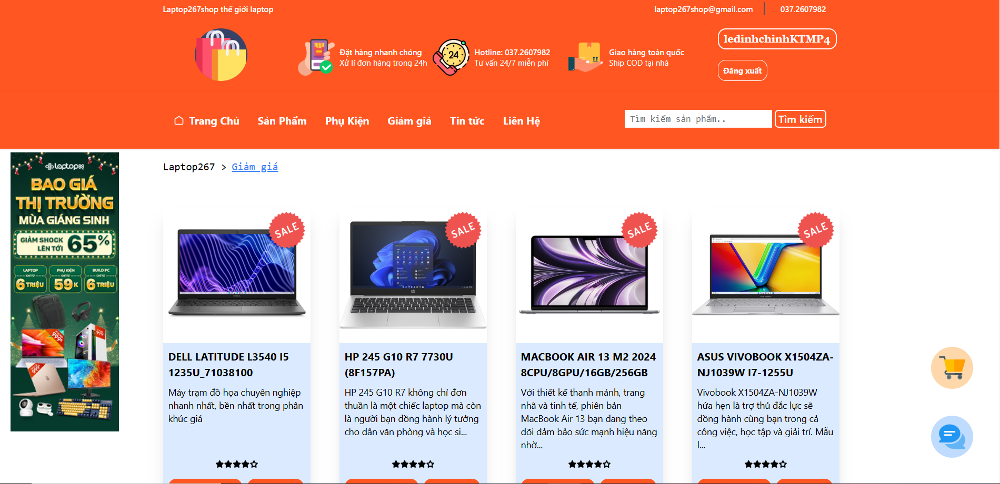 Laptop267shop thế giới laptop
laptop267shop@gmail.com
037.2607982
Đặt hàng nhanh chóng
Xử lí đơn hàng trong 24h
24
Hotline: 037.2607982
Tư vấn 24/7 miễn phí
Giao hàng toàn quốc
Ship COD tại nhà
ledinhchinhKTMP4
Đăng xuất
Trang Chủ
Sản Phẩm
Phụ Kiện
Giảm giá
Tin tức
Liên Hệ
Tìm kiếm sản phẩm..
Tìm kiếm
laptop88
BAO GIÁ
THỊ TRƯỜNG
MÙA GIÁNG SINH
GIẢM SHOCK
LÊN TỚI
65%
LAPTOP
CHỈ TỪ
6 TRIỆU
PHỤ KIỆN
CHỈ TỪ
59K
BUILD PC
CHỈ TỪ
6 TRIỆU
Laptop267 > Giảm giá
SALE
SALE
SALE
SALE
DELL LATITUDE L3540 I5
1235U_71038100
Máy trạm đồ họa chuyên nghiệp
nhanh nhất, bền nhất trong phân
khúc giá
HP 245 G10 R7 7730U
(8F157PA)
HP 245 G10 R7 không chỉ đơn
thuần là một chiếc laptop mà còn
là người bạn đồng hành lý tưởng
cho dân văn phòng và học si...
MACBOOK AIR 13 M2 2024
8CPU/8GPU/16GB/256GB
Với thiết kế thanh mảnh, trang
nhã và tinh tế, phiên bản
MacBook Air 13 bạn đang theo
dõi đảm bảo sức mạnh hiệu năng
nhờ...
ASUS VIVOBOOK X1504ZA-
NJ1039W I7-1255U
Vivobook X1504ZA-NJ1039W
hứa hẹn là trợ thủ đắc lực sẽ
đồng hành cùng bạn trong cả
công việc, học tập và giải trí. Mẫu
l...